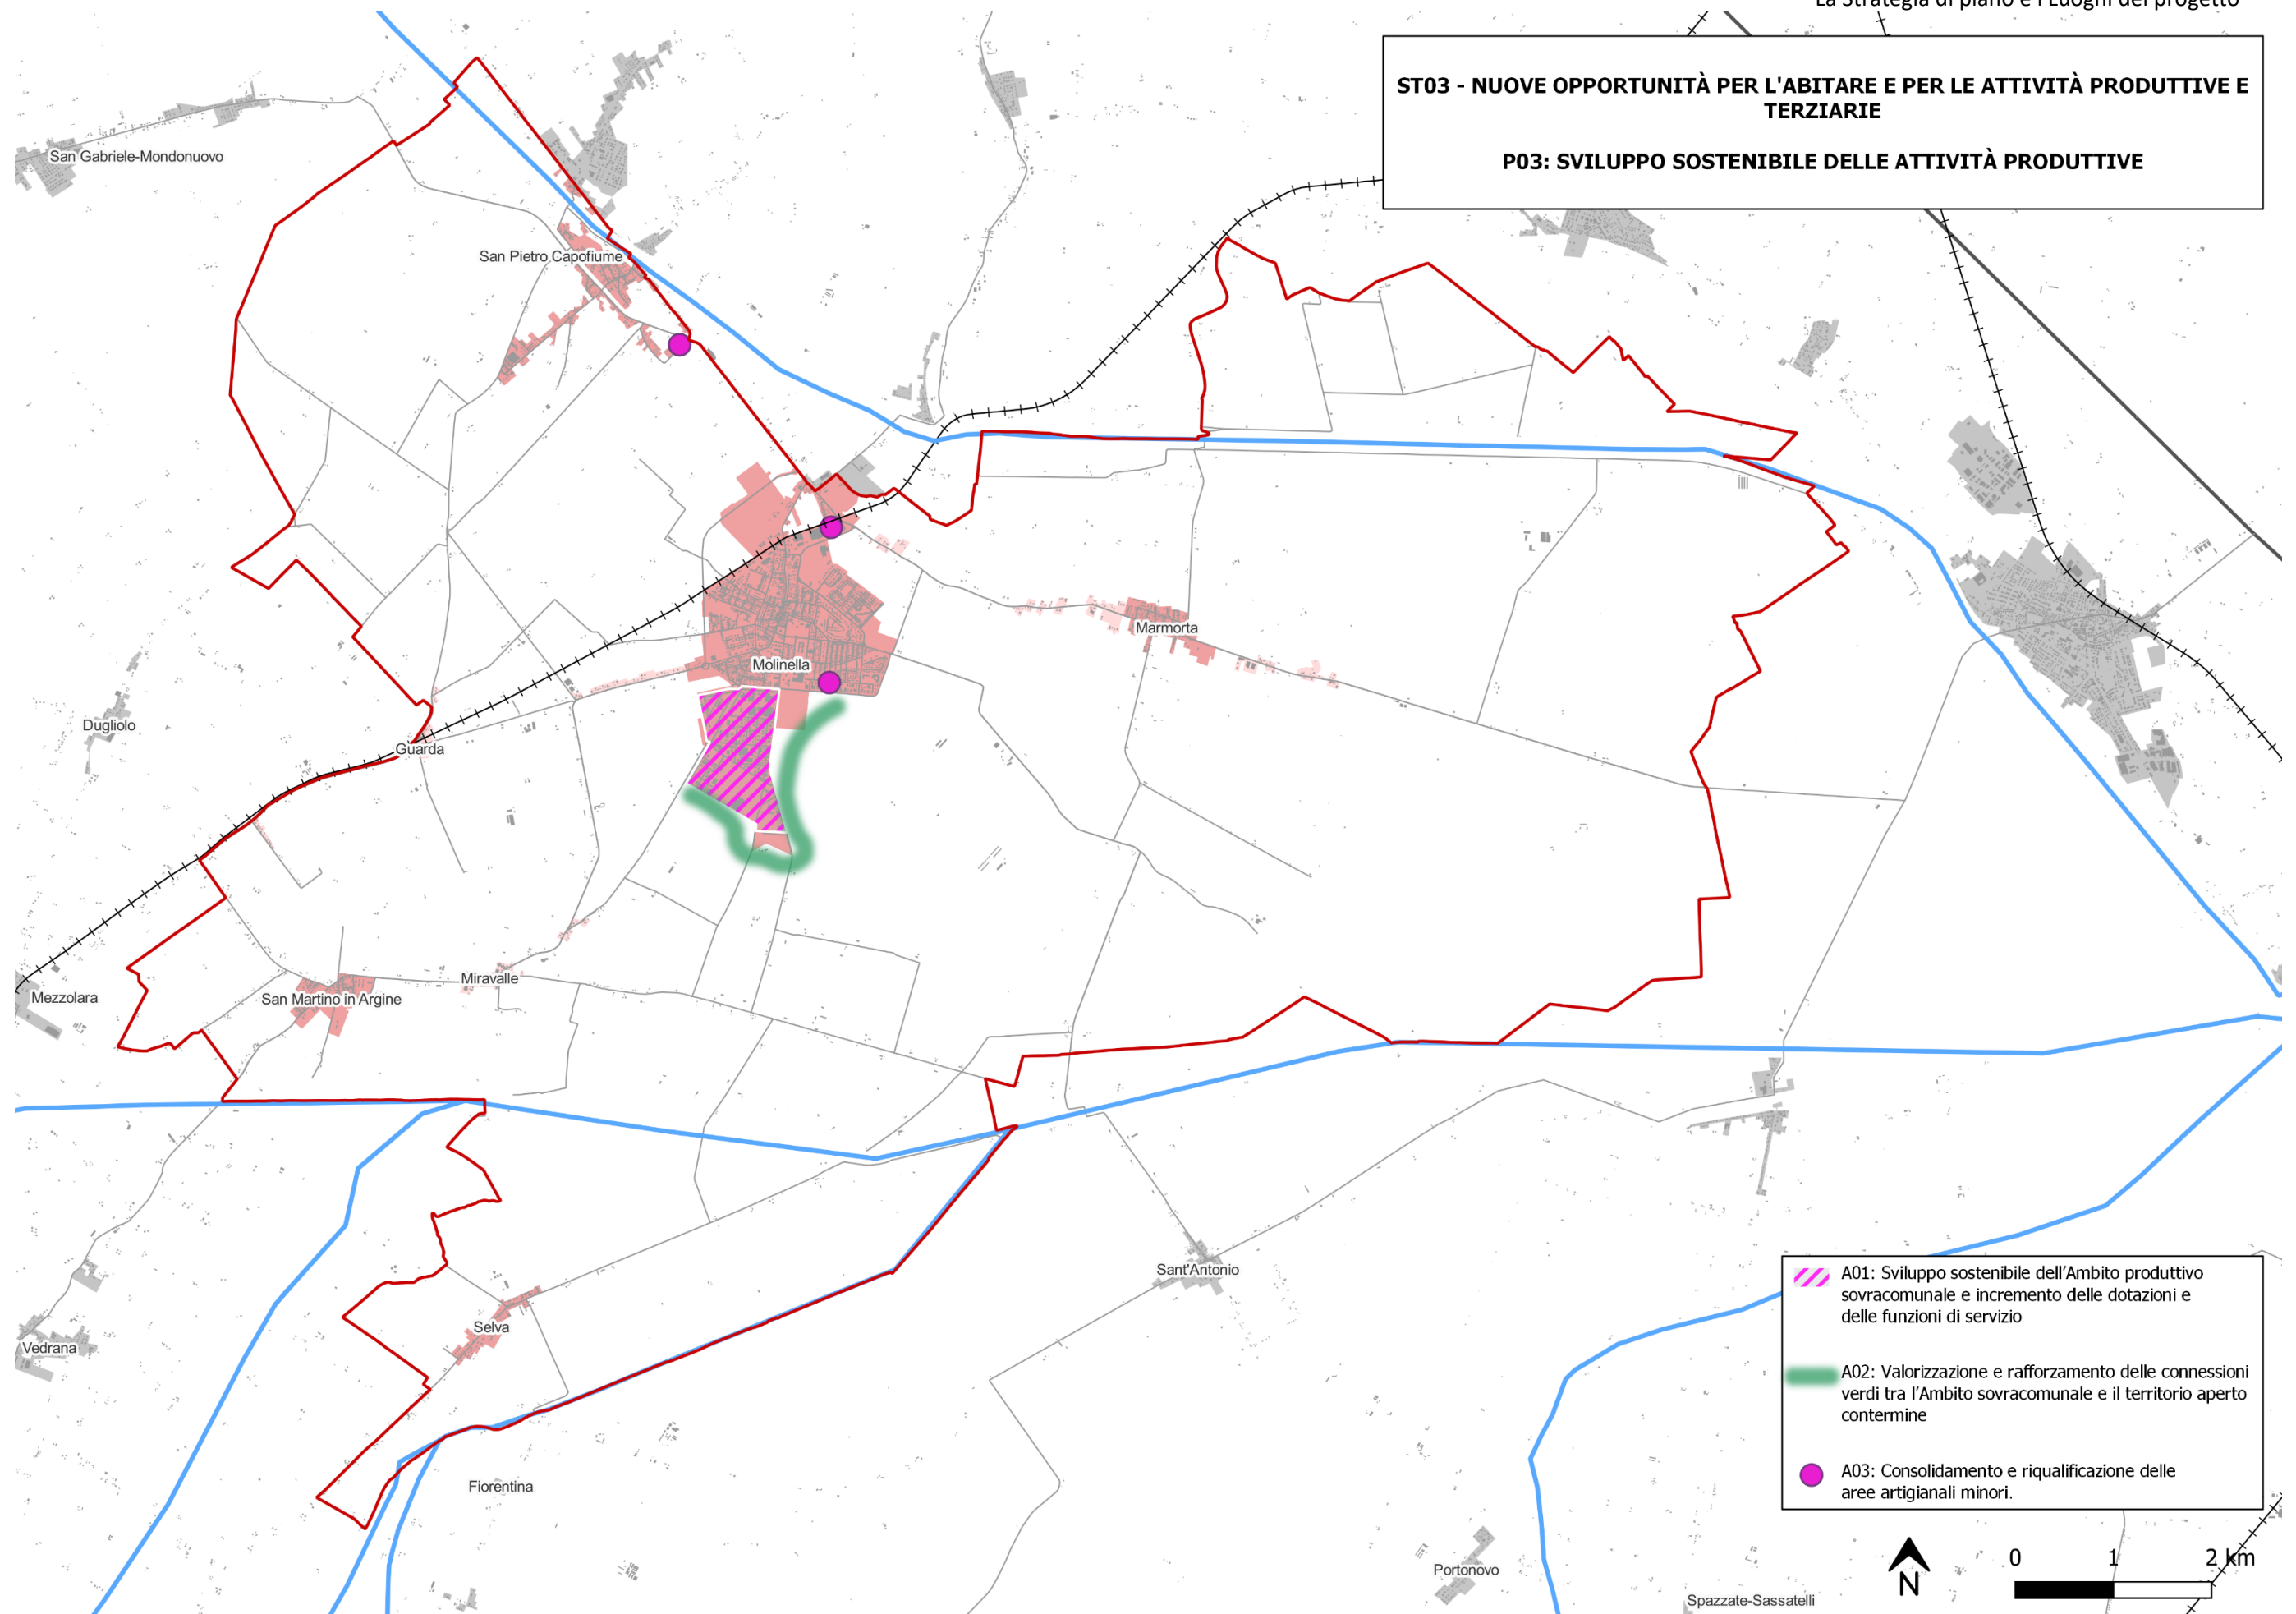 La Strategia di piano e i Luoghi del progetto
ST03 - NUOVE OPPORTUNITÀ PER L'ABITARE E PER LE ATTIVITÀ PRODUTTIVE E
TERZIARIE
P03: SVILUPPO SOSTENIBILE DELLE ATTIVITÀ PRODUTTIVE
San Gabriele-Mondonuovo
San Pietro Capofiume
Marmorta
Molinella
Dugliolo
Guarda
Miravalle
Mezzolara
San Martino in Argine
Sant'Antonio
Selva
Vedrana
Fiorentina
Portonovo
Spazzate-Sassatelli
A01: Sviluppo sostenibile dell'Ambito produttivo
sovracomunale e incremento delle dotazioni e
delle funzioni di servizio
A02: Valorizzazione e rafforzamento delle connessioni
verdi tra l'Ambito sovracomunale e il territorio aperto
contermine
A03: Consolidamento e riqualificazione delle
aree artigianali minori.
N
0 1 2 km